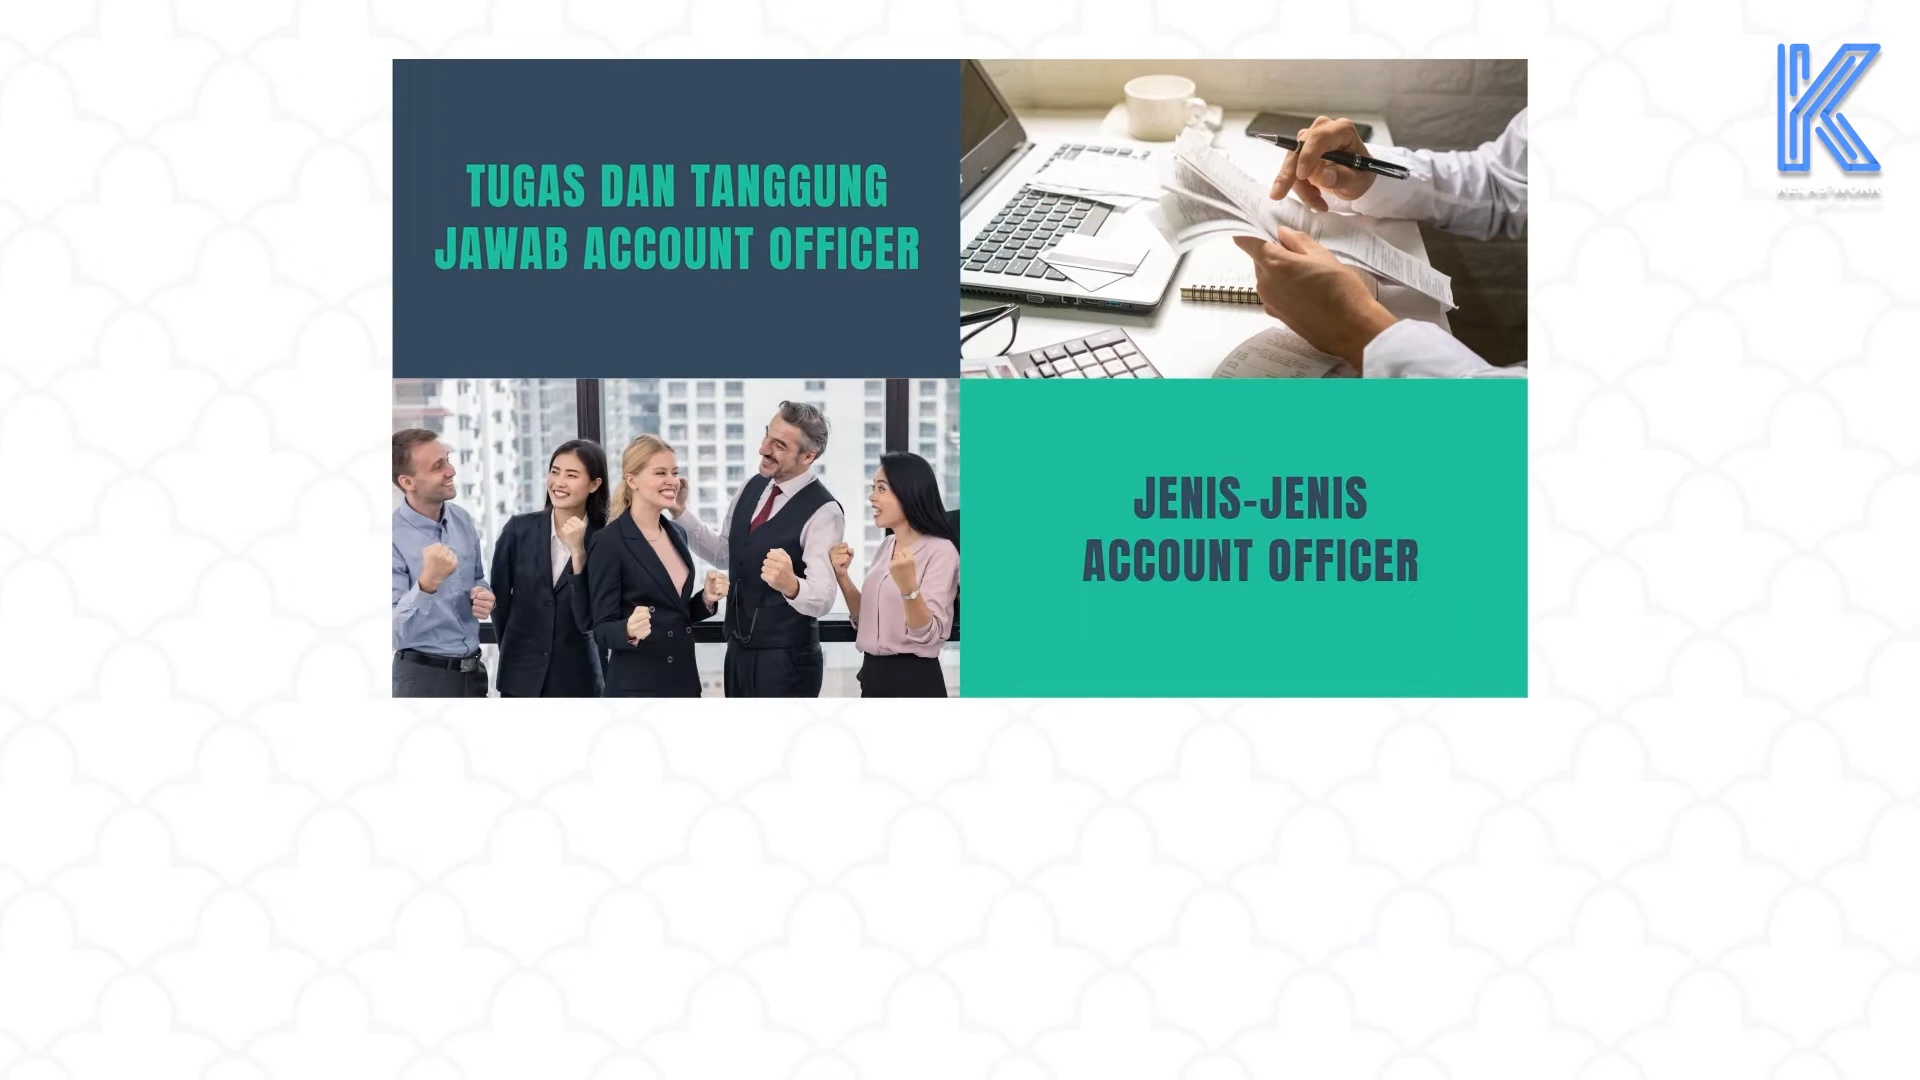 TUGAS DAN TANGGUNG
JAWAB ACCOUNT OFFICER
JENIS-JENIS
ACCOUNT OFFICER